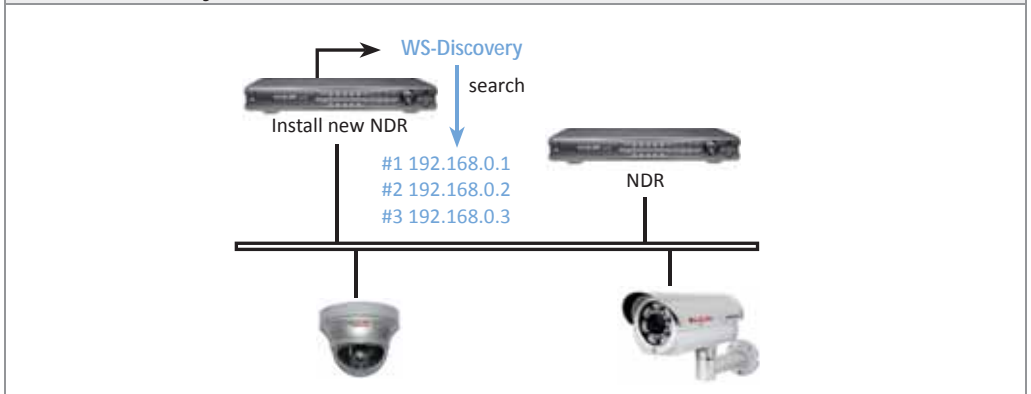 WS-Discovery
search
Install new NDR
#1 192.168.0.1
#2 192.168.0.2
#3 192.168.0.3
NDR